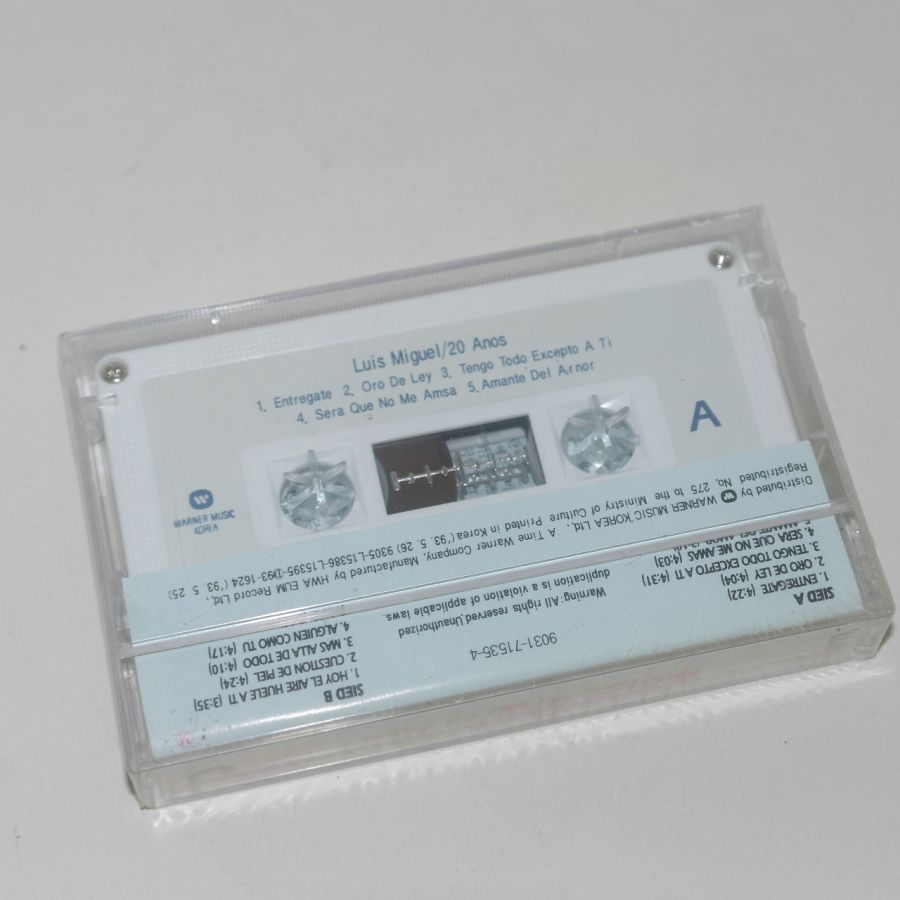 Luis Miguel/20 Anos
1. Entregate 2. Oro De Ley 3. Tengo Todo Excepto A Ti
4. Sera Que No Me Amsa 5. Amante Del Amor
A
WARNER MUSIC
KOREA
SIED A
1. ENTREGATE (4:22)
2. ORO DE LEY (4:04)
3. TENGO TODO EXCEPTO A TI (4:31)
4. SERA QUE NO ME AMAS (4:03)
9031-71535-4
Warning: All rights reserved Unauthorized
duplication is a violation of applicable laws.
SIED B
1. HOY EL AIRE HUELE A TI (3:35)
2. CUESTION DE PIEL (4:24)
3. MAS ALLA DE TODO (4:10)
4. ALGUIEN COMO TU (4:17)
Distributed by WARNER MUSIC KOREA Ltd., A Time Warner Company, Manufactured by HWA EUM Record Ltd.,
Registributed No, 275 to the Ministry of Culture Printed in Korea ('93. 5. 26) 9305-L15386-L15395 93-1624 ('93. 5. 25)